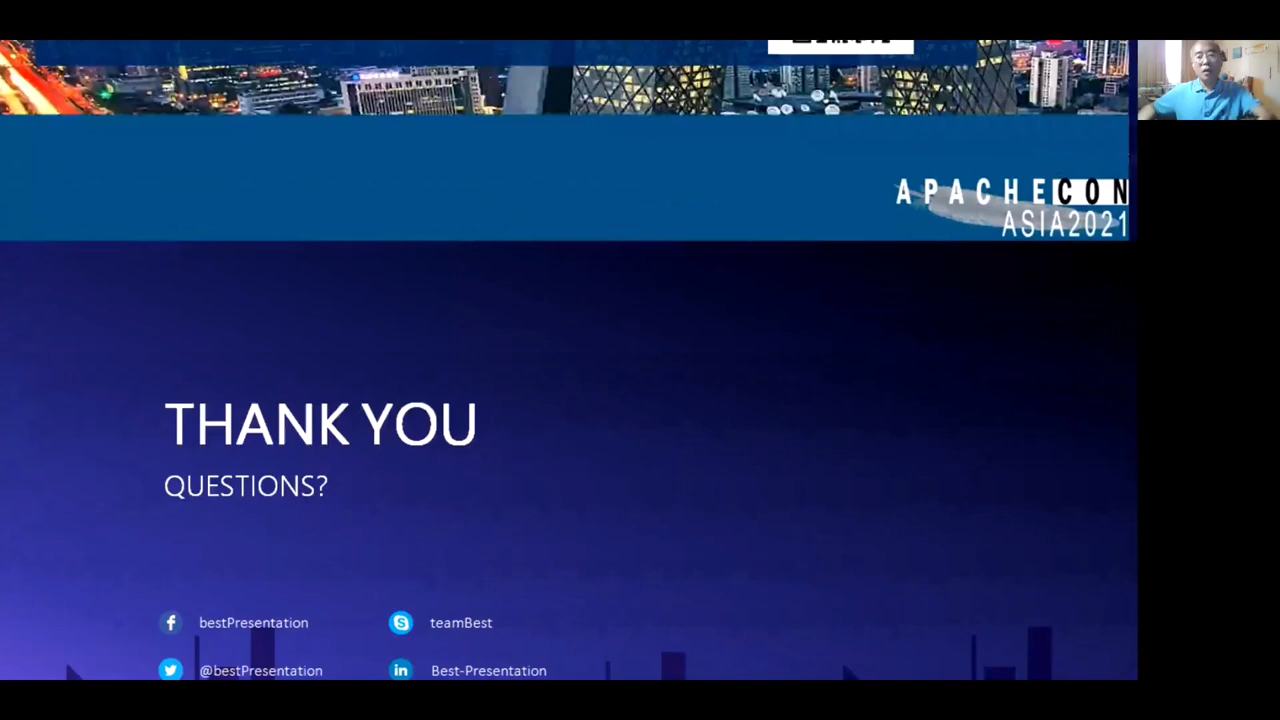 APACHECON
ASIA2021
THANK YOU
QUESTIONS?
bestPresentation
teamBest
@bestPresentation
Best-Presentation